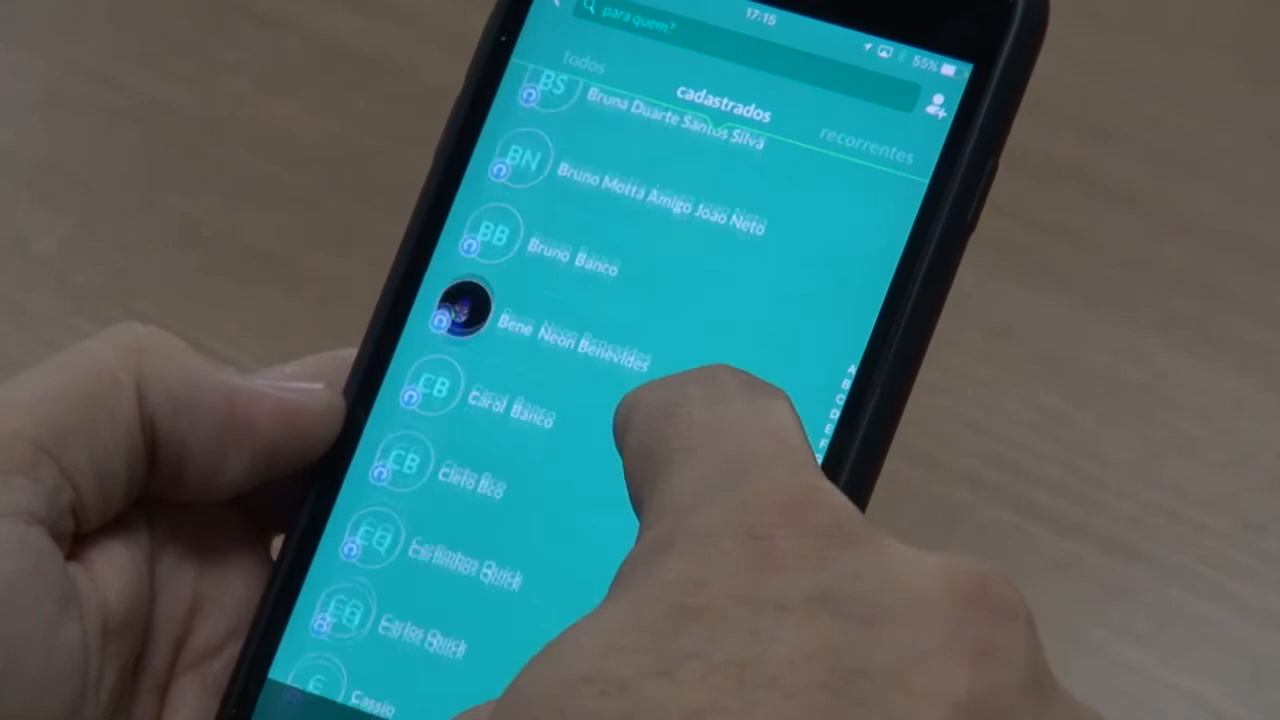 17:15
55%
para quem?
todos
cadastrados
recorrentes
BS
Bruna Duarte Santos Silva
BN
Bruno Motta Amigo Joao Neto
BB
Bruno Banco
Bene Neon Benevides
CB
Carol Banco
CB
Cleto Bco
CQ
Carlinhos Quick
CQ
Carlos Quick
Cassio
A
B
C
D
E
F